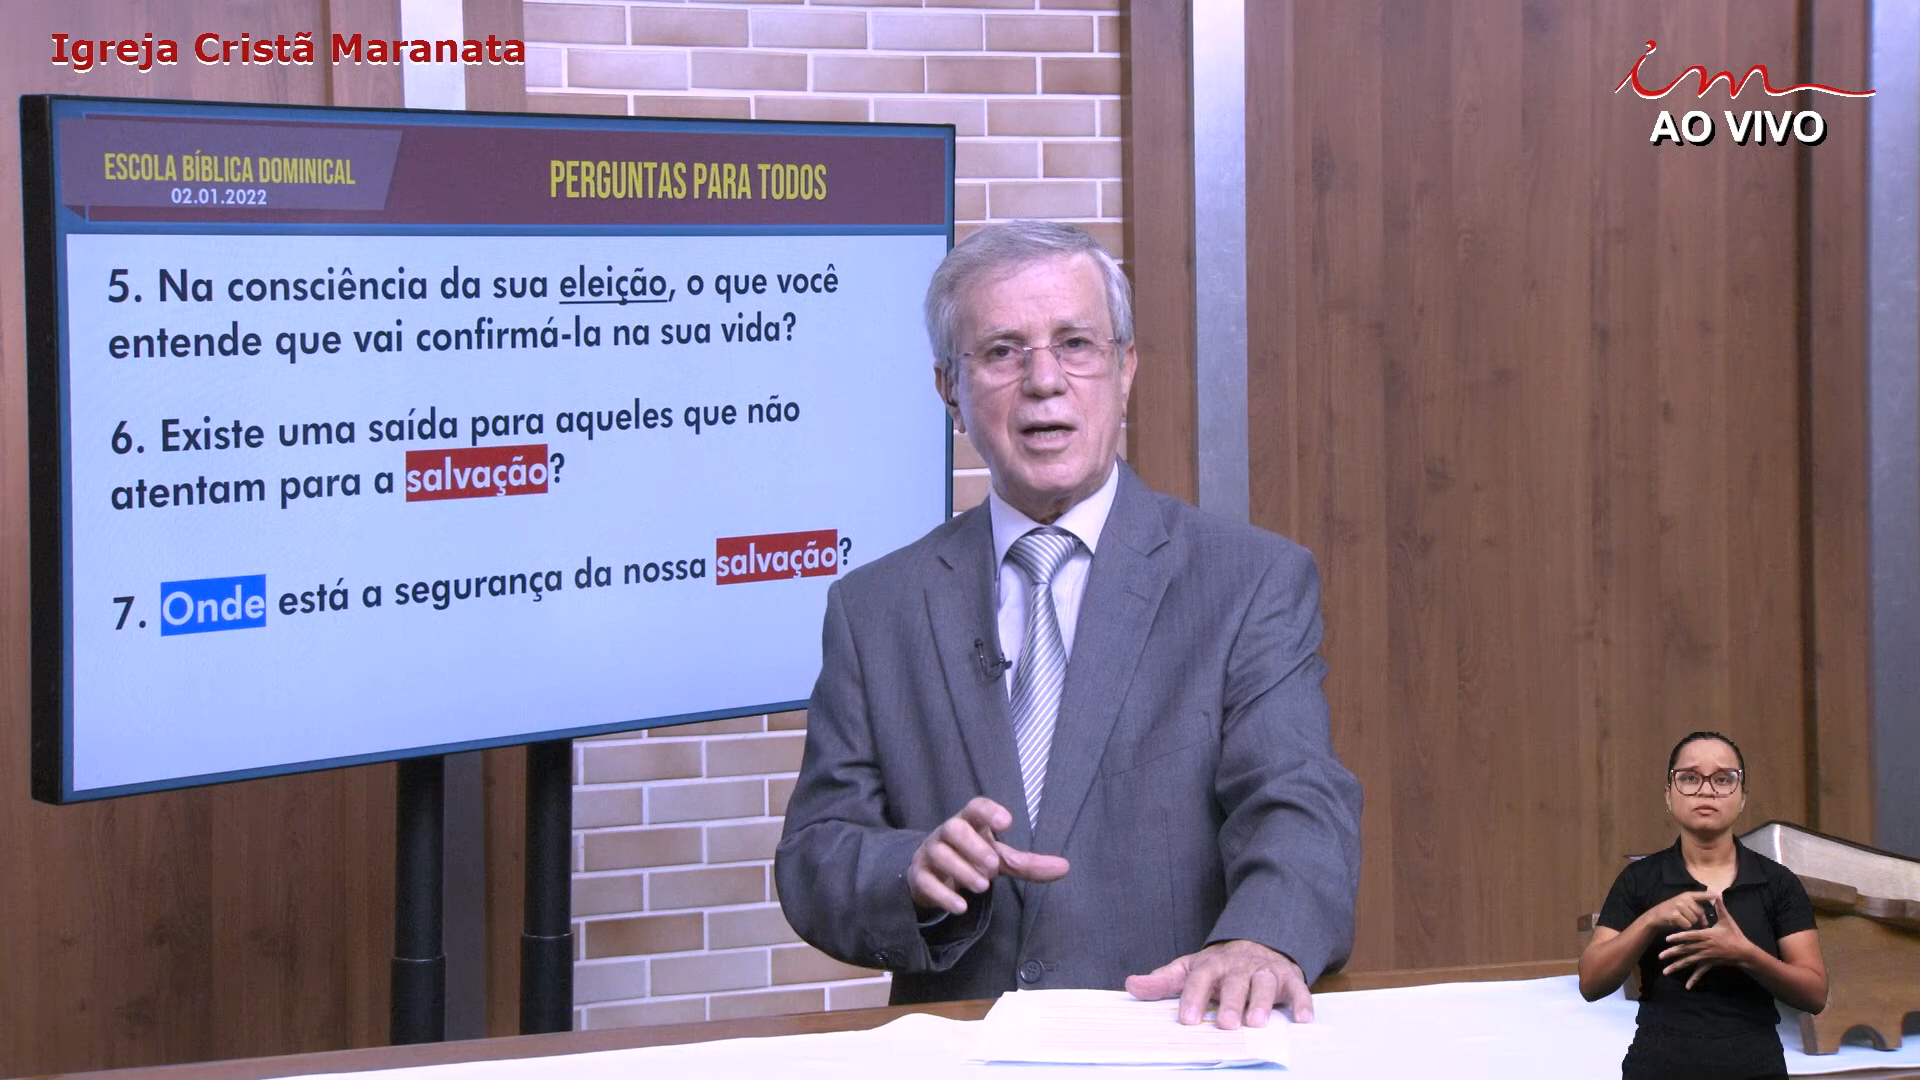 Igreja Cristã Maranata
im
AO VIVO
ESCOLA BÍBLICA DOMINICAL
02.01.2022
PERGUNTAS PARA TODOS
5. Na consciência da sua eleição, o que você
entende que vai confirmá-la na sua vida?
6. Existe uma saída para aqueles que não
atentam para a salvação?
7. Onde está a segurança da nossa salvação?